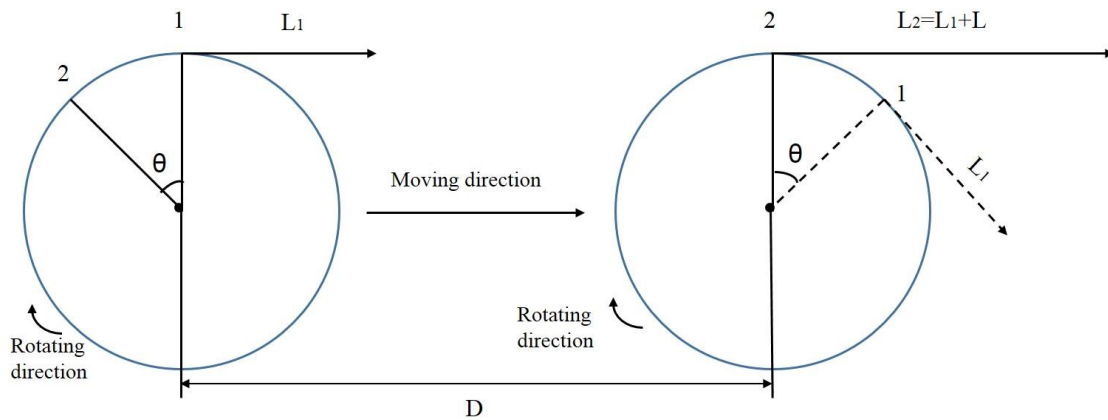 1
L₁
2
θ
Rotating
direction
Moving direction
D
2
L₂=L₁+L
1
θ
L₁
Rotating
direction